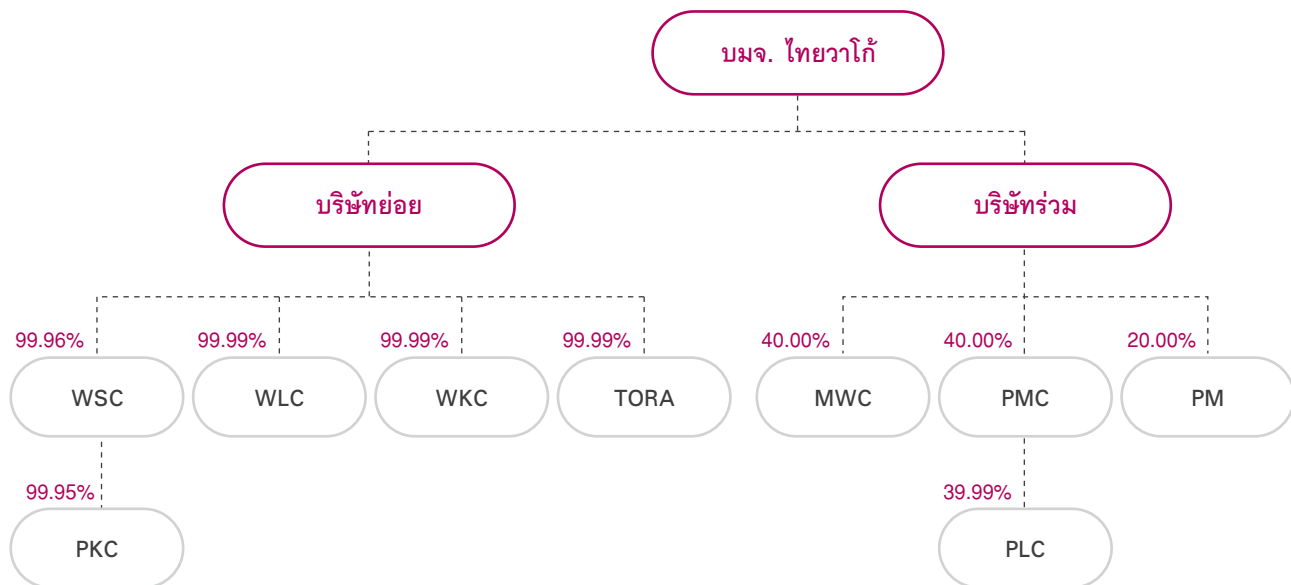 บมจ. ไทยวาโก้
บริษัทย่อย
บริษัทร่วม
99.96%
99.99%
99.99%
99.99%
40.00%
40.00%
20.00%
WSC
WLC
WKC
TORA
MWC
PMC
PM
99.95%
39.99%
PKC
PLC